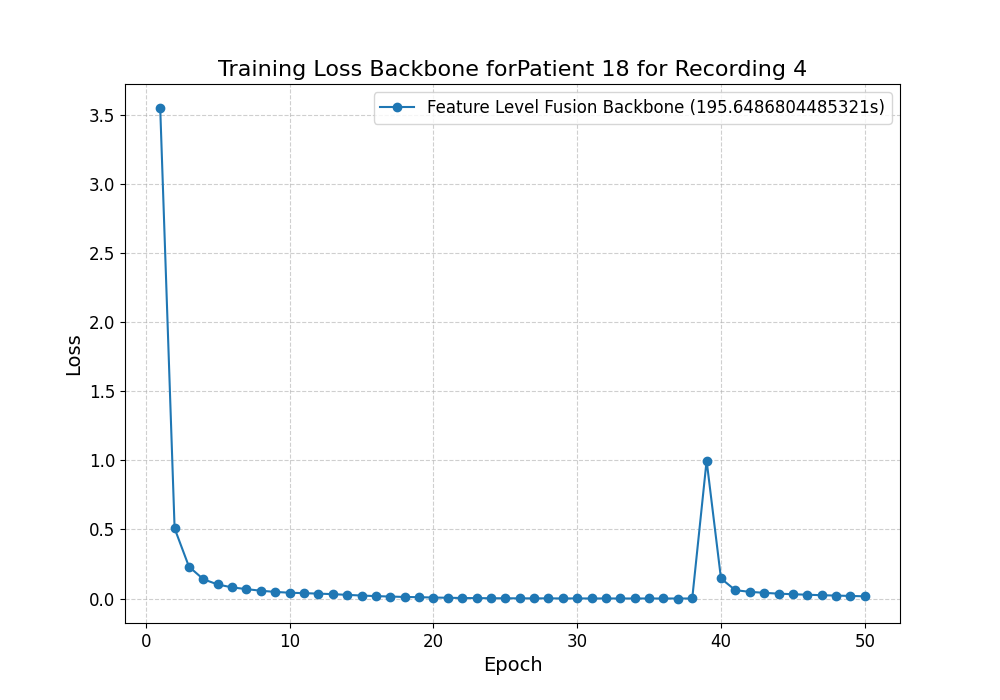 Training Loss Backbone forPatient 18 for Recording 4
Feature Level Fusion Backbone (195.6486804485321s)
3.5
3.0
2.5
2.0
1.5
1.0
0.5
0.0
Loss
0 10 20 30 40 50
Epoch